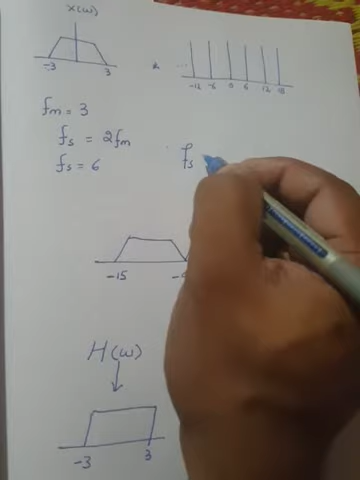 X(ω)
-3 3 * ... -12 -6 0 6 12 18
fm = 3
fs = 2fm
fs = 6
fs
-15
H(ω)
-3 3